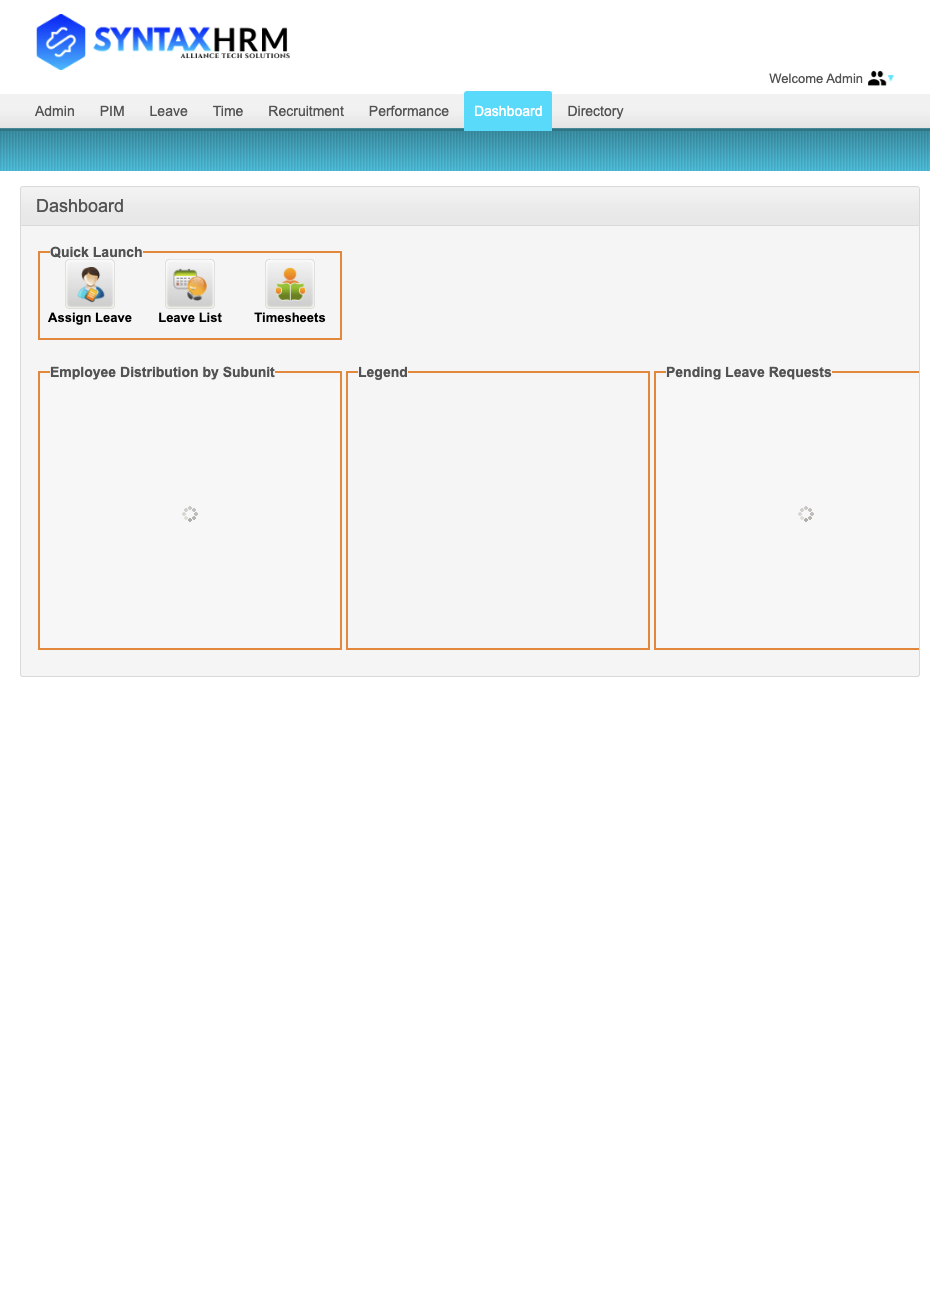 SYNTAXHRM
ALLIANCE TECH SOLUTIONS
Welcome Admin
Admin PIM Leave Time Recruitment Performance Dashboard Directory
Dashboard
Quick Launch
Assign Leave Leave List Timesheets
Employee Distribution by Subunit Legend Pending Leave Requests